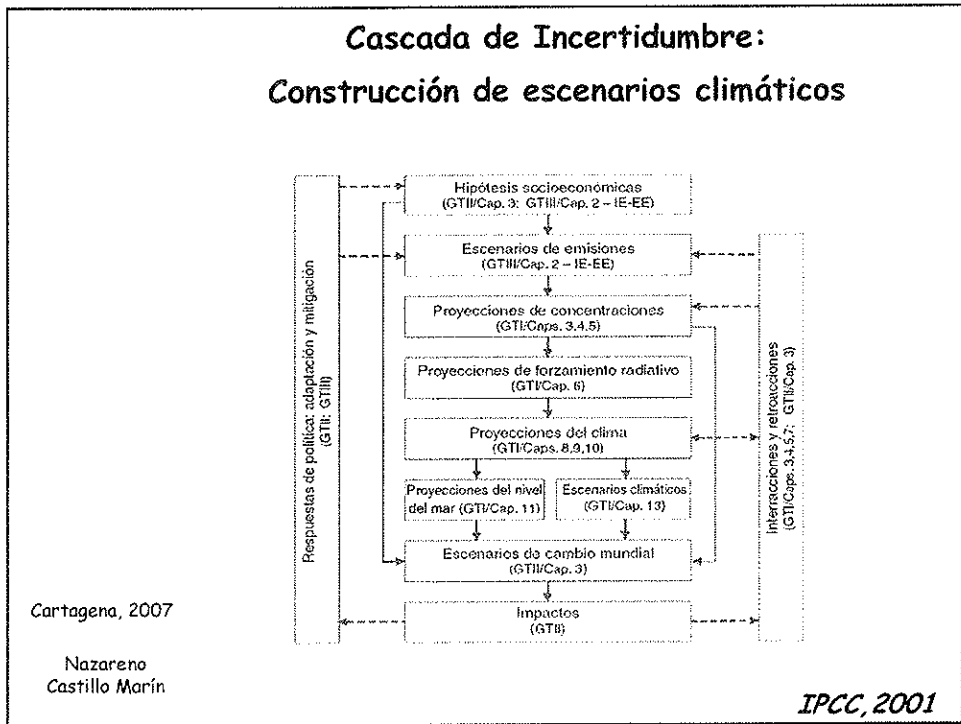 Cascada de Incertidumbre:
Construcción de escenarios climáticos
Respuestas de política: adaptación y mitigación
(GTII; GTIII)
Hipótesis socioeconómicas
(GTII/Cap. 3; GTIII/Cap. 2 – IE-EE)
Escenarios de emisiones
(GTIII/Cap. 2 – IE-EE)
Proyecciones de concentraciones
(GTI/Caps. 3,4,5)
Proyecciones de forzamiento radiativo
(GTI/Cap. 6)
Proyecciones del clima
(GTI/Caps. 8,9,10)
Proyecciones del nivel
del mar (GTI/Cap. 11)
Escenarios climáticos
(GTI/Cap. 13)
Escenarios de cambio mundial
(GTII/Cap. 3)
Impactos
(GTII)
Interracciones y retroacciones
(GTI/Caps. 3,4,5,7; GTII/Cap. 3)
Cartagena, 2007
Nazareno
Castillo Marín
IPCC, 2001